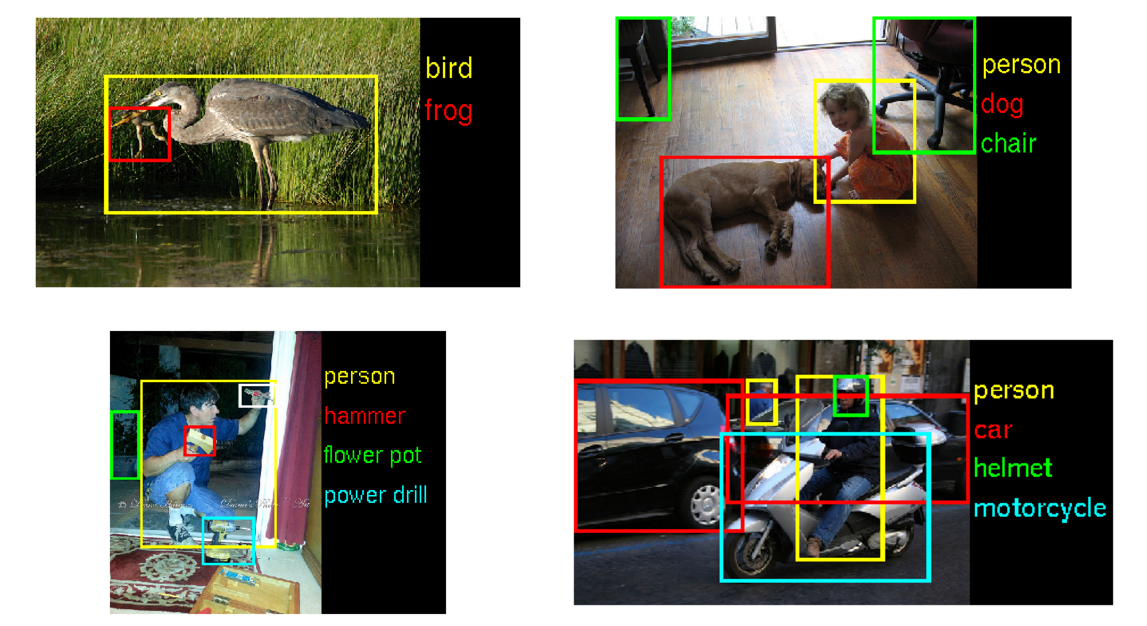 bird
frog
person
dog
chair
person
hammer
flower pot
power drill
person
car
helmet
motorcycle